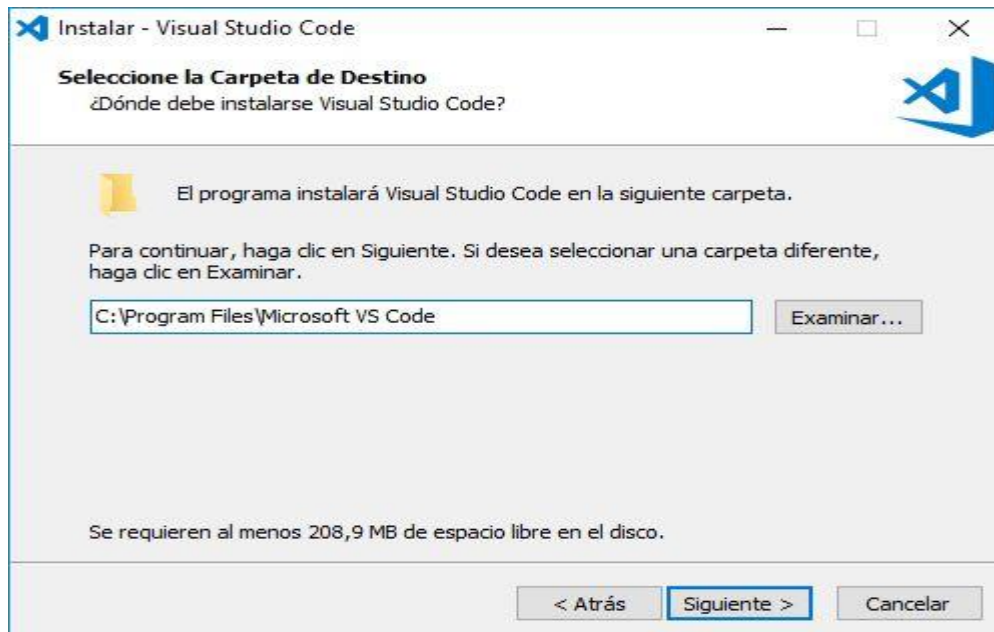 Instalar - Visual Studio Code
Seleccione la Carpeta de Destino
¿Dónde debe instalarse Visual Studio Code?
El programa instalará Visual Studio Code en la siguiente carpeta.
Para continuar, haga clic en Siguiente. Si desea seleccionar una carpeta diferente,
haga clic en Examinar.
C:\Program Files\Microsoft VS Code
Examinar...
Se requieren al menos 208,9 MB de espacio libre en el disco.
< Atrás
Siguiente >
Cancelar